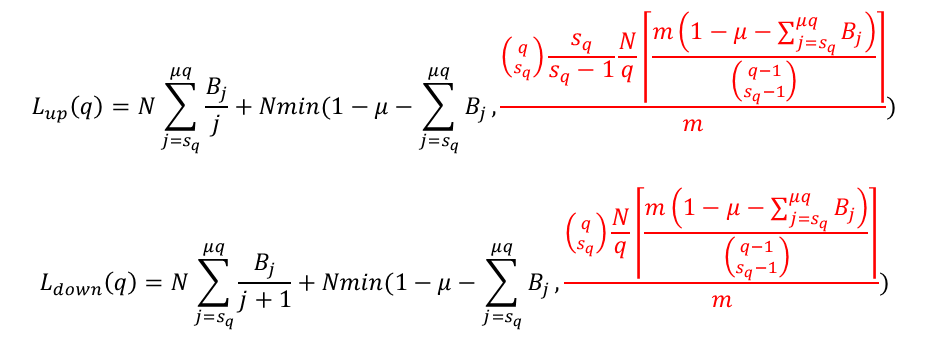 $L_{up}(q) = N \sum_{j=s_q}^{\mu q} \frac{B_j}{j} + Nmin(1 - \mu - \sum_{j=s_q}^{\mu q} B_j \, , \frac{\binom{q}{s_q} \frac{s_q}{s_q - 1} \frac{N}{q} \left\lceil \frac{m \left(1 - \mu - \sum_{j=s_q}^{\mu q} B_j\right)}{\binom{q-1}{s_q-1}} \right\rceil}{m})$
$L_{down}(q) = N \sum_{j=s_q}^{\mu q} \frac{B_j}{j+1} + Nmin(1 - \mu - \sum_{j=s_q}^{\mu q} B_j \, , \frac{\binom{q}{s_q} \frac{N}{q} \left\lceil \frac{m \left(1 - \mu - \sum_{j=s_q}^{\mu q} B_j\right)}{\binom{q-1}{s_q-1}} \right\rceil}{m})$